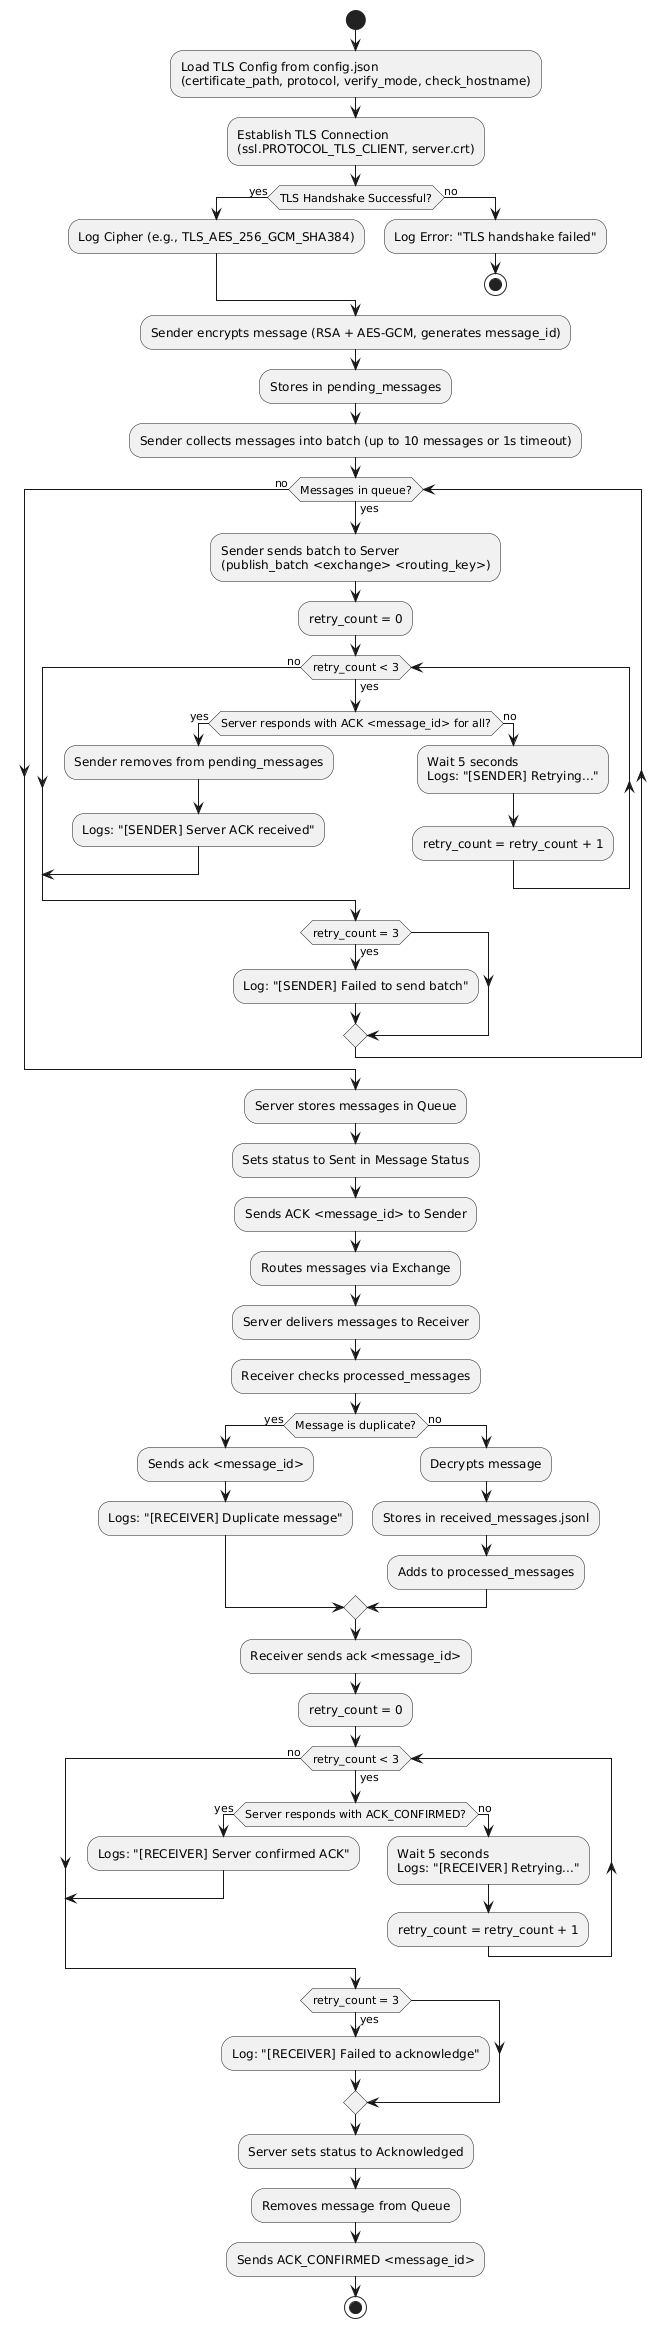 Load TLS Config from config.json
(certificate_path, protocol, verify_mode, check_hostname)
Establish TLS Connection
(ssl.PROTOCOL_TLS_CLIENT, server.crt)
yes
TLS Handshake Successful?
no
Log Cipher (e.g., TLS_AES_256_GCM_SHA384)
Log Error: "TLS handshake failed"
Sender encrypts message (RSA + AES-GCM, generates message_id)
Stores in pending_messages
Sender collects messages into batch (up to 10 messages or 1s timeout)
no
Messages in queue?
yes
Sender sends batch to Server
(publish_batch <exchange> <routing_key>)
retry_count = 0
no
retry_count < 3
yes
yes
Server responds with ACK <message_id> for all?
no
Sender removes from pending_messages
Wait 5 seconds
Logs: "[SENDER] Retrying..."
Logs: "[SENDER] Server ACK received"
retry_count = retry_count + 1
retry_count = 3
yes
Log: "[SENDER] Failed to send batch"
Server stores messages in Queue
Sets status to Sent in Message Status
Sends ACK <message_id> to Sender
Routes messages via Exchange
Server delivers messages to Receiver
Receiver checks processed_messages
yes
Message is duplicate?
no
Sends ack <message_id>
Decrypts message
Logs: "[RECEIVER] Duplicate message"
Stores in received_messages.jsonl
Adds to processed_messages
Receiver sends ack <message_id>
retry_count = 0
no
retry_count < 3
yes
yes
Server responds with ACK_CONFIRMED?
no
Logs: "[RECEIVER] Server confirmed ACK"
Wait 5 seconds
Logs: "[RECEIVER] Retrying..."
retry_count = retry_count + 1
retry_count = 3
yes
Log: "[RECEIVER] Failed to acknowledge"
Server sets status to Acknowledged
Removes message from Queue
Sends ACK_CONFIRMED <message_id>